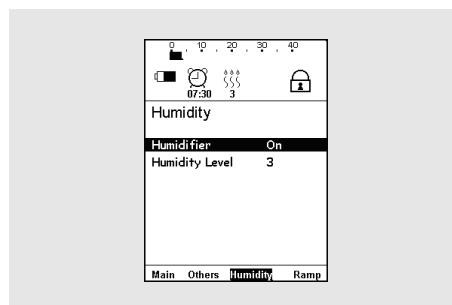 0 10 20 30 40
07:30 3
Humidity
Humidifier On
Humidity Level 3
Main Others Humidity Ramp